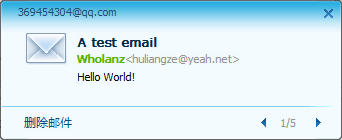 369454304@qq.com
A test email
Wholanz<huliangze@yeah.net>
Hello World!
删除邮件 1/5